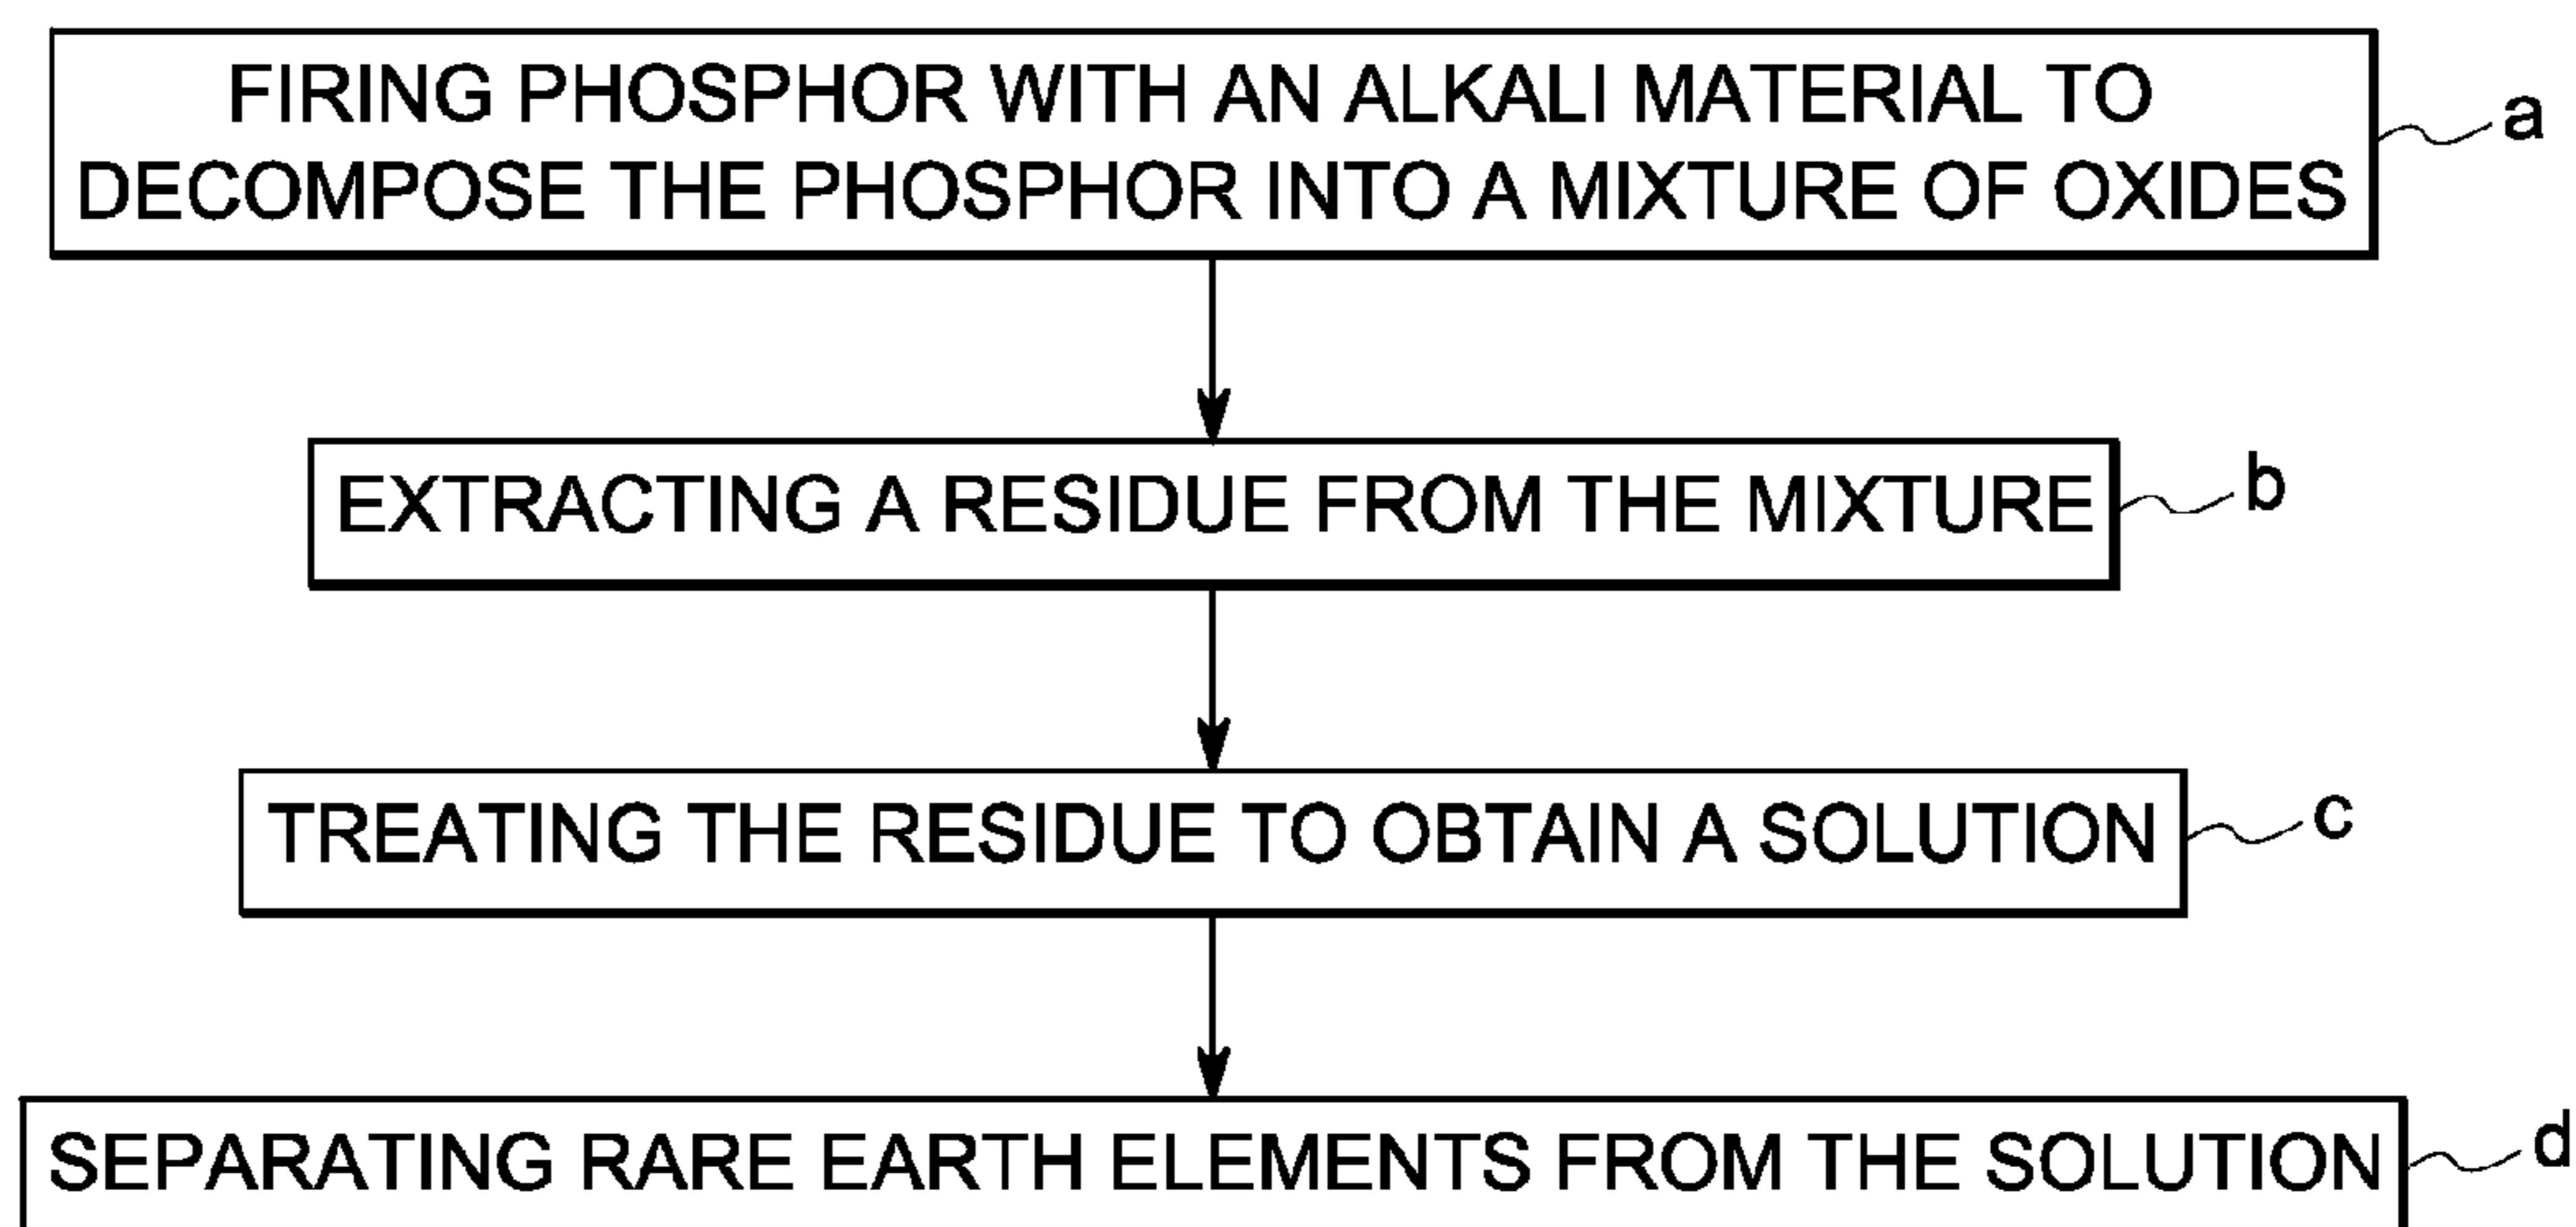 FIRING PHOSPHOR WITH AN ALKALI MATERIAL TO
DECOMPOSE THE PHOSPHOR INTO A MIXTURE OF OXIDES
a
EXTRACTING A RESIDUE FROM THE MIXTURE
b
TREATING THE RESIDUE TO OBTAIN A SOLUTION
c
SEPARATING RARE EARTH ELEMENTS FROM THE SOLUTION
d